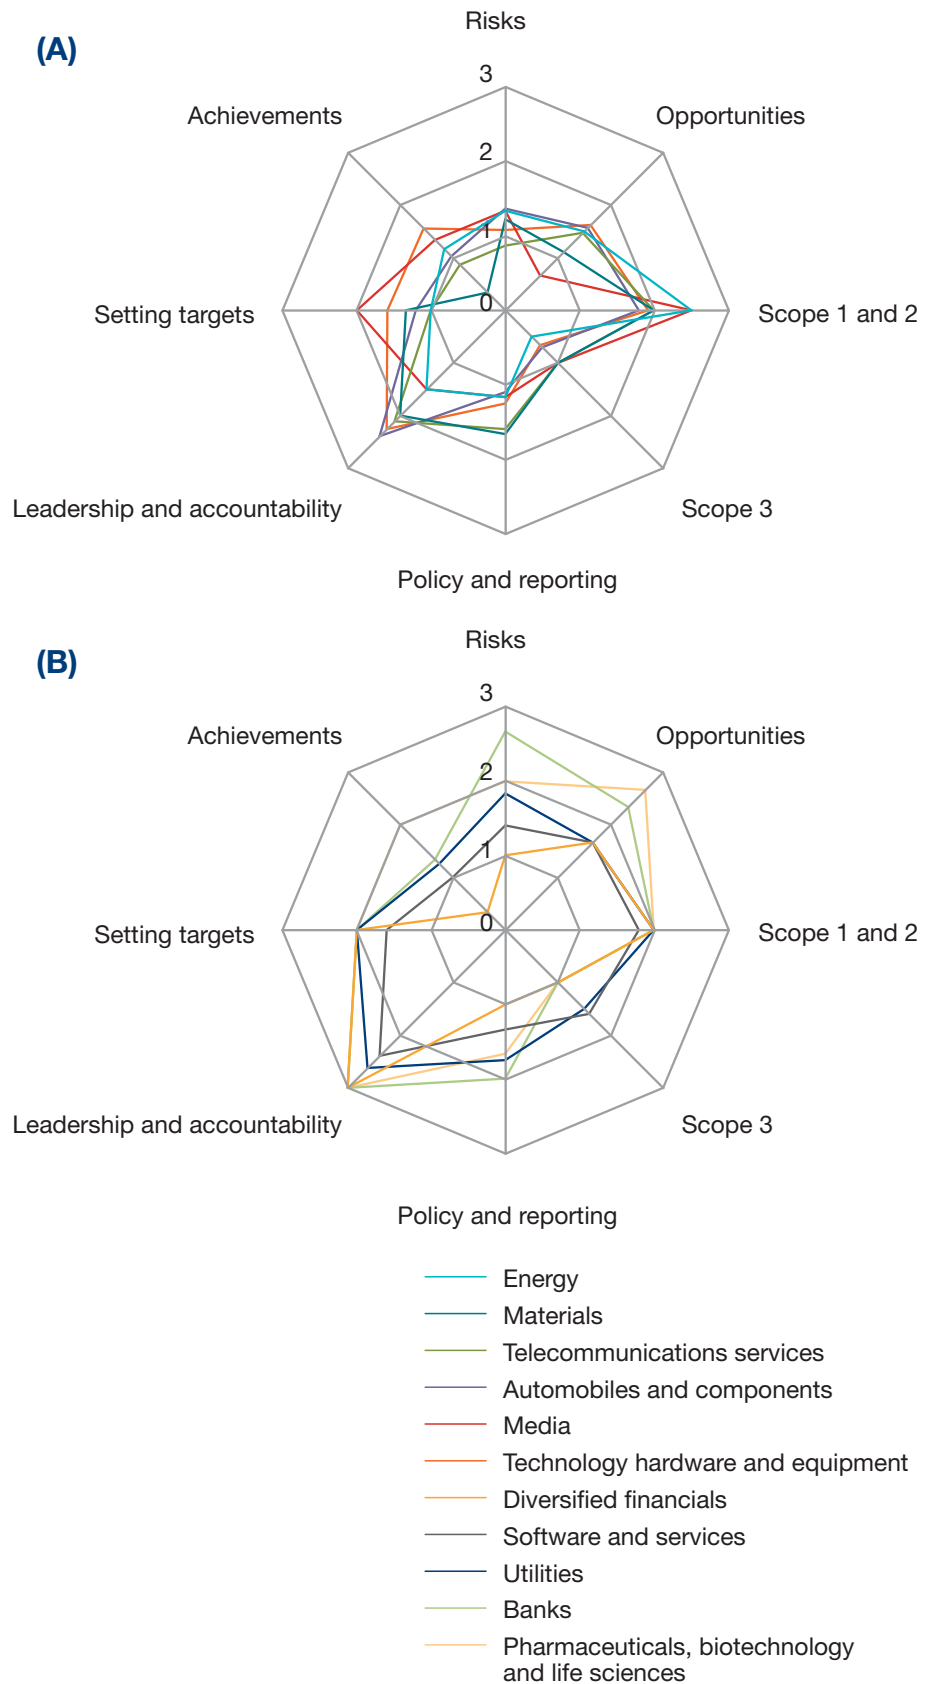 (A)
Risks
3
Achievements
Opportunities
2
1
0
Setting targets
Scope 1 and 2
Leadership and accountability
Scope 3
Policy and reporting
(B)
Risks
3
Achievements
Opportunities
2
1
0
Setting targets
Scope 1 and 2
Leadership and accountability
Scope 3
Policy and reporting
Energy
Materials
Telecommunications services
Automobiles and components
Media
Technology hardware and equipment
Diversified financials
Software and services
Utilities
Banks
Pharmaceuticals, biotechnology
and life sciences